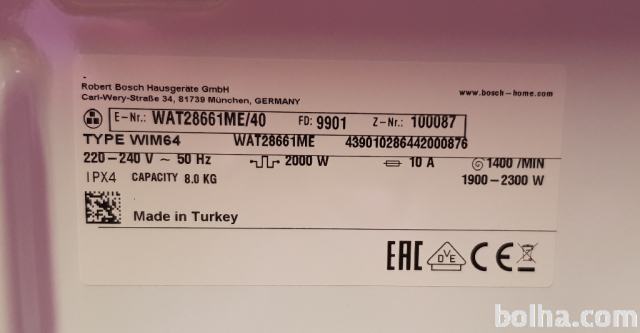 Robert Bosch Hausgeräte GmbH
Carl-Wery-Straße 34, 81739 München, GERMANY
www.bosch-home.com
E-Nr.: WAT28661ME/40 FD: 9901 Z-Nr.: 100087
TYPE WIM64 WAT28661ME 439010286442000876
220-240 V ~ 50 Hz 2000 W 10 A 1400 /MIN
IPX4 CAPACITY 8.0 KG 1900-2300 W
Made in Turkey
EAC DVE CE
bolha.com